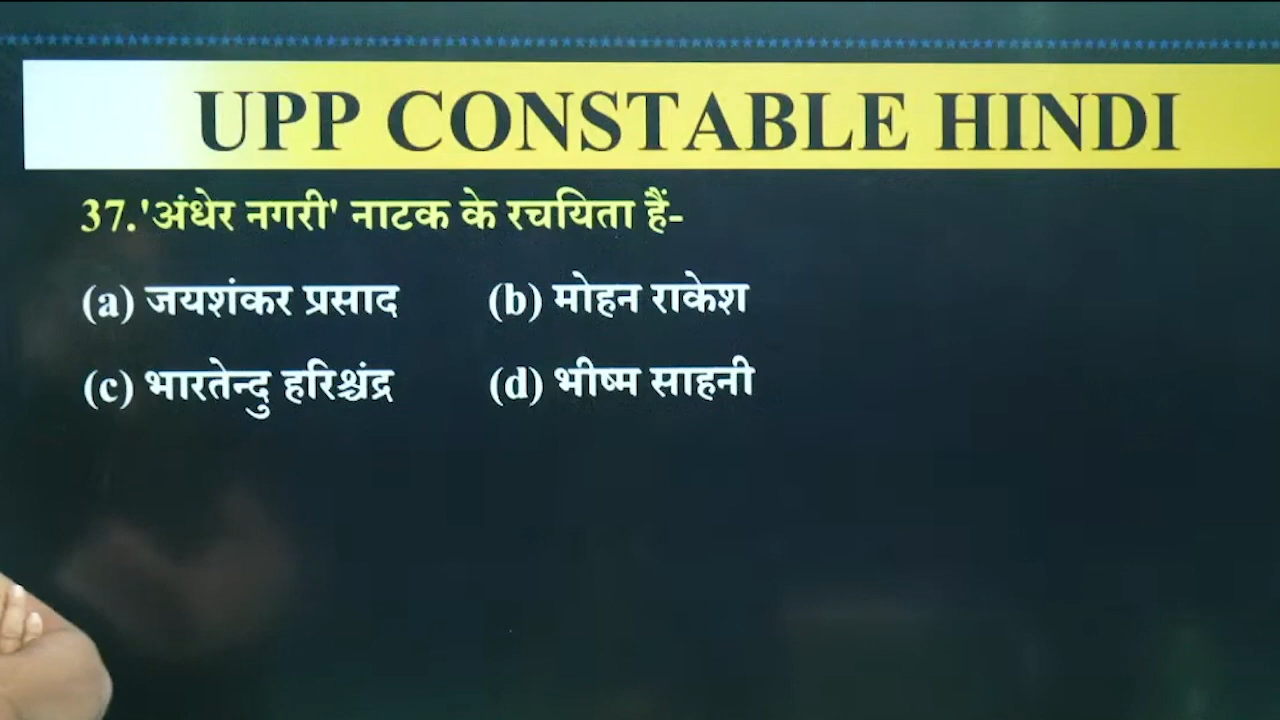 UPP CONSTABLE HINDI
37.'अंधेर नगरी' नाटक के रचयिता हैं-
(a) जयशंकर प्रसाद (b) मोहन राकेश
(c) भारतेन्दु हरिश्चंद्र (d) भीष्म साहनी